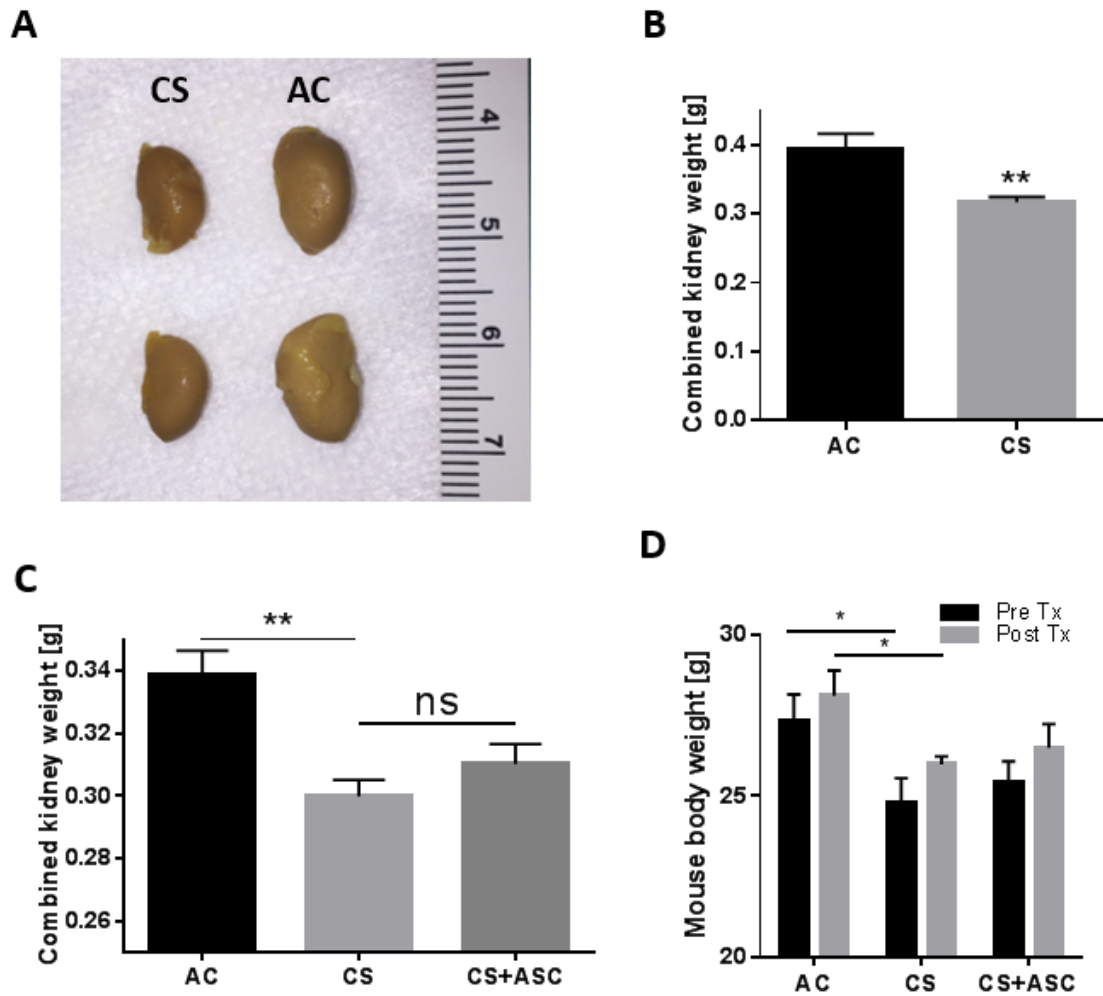 A
CS AC
4
5
6
7
B
Combined kidney weight [g]
0.4
0.3
0.2
0.1
0.0
**
AC CS
C
Combined kidney weight [g]
0.34
0.32
0.30
0.28
0.26
**
ns
AC CS CS+ASC
D
Mouse body weight [g]
30
25
20
*
*
Pre Tx
Post Tx
AC CS CS+ASC